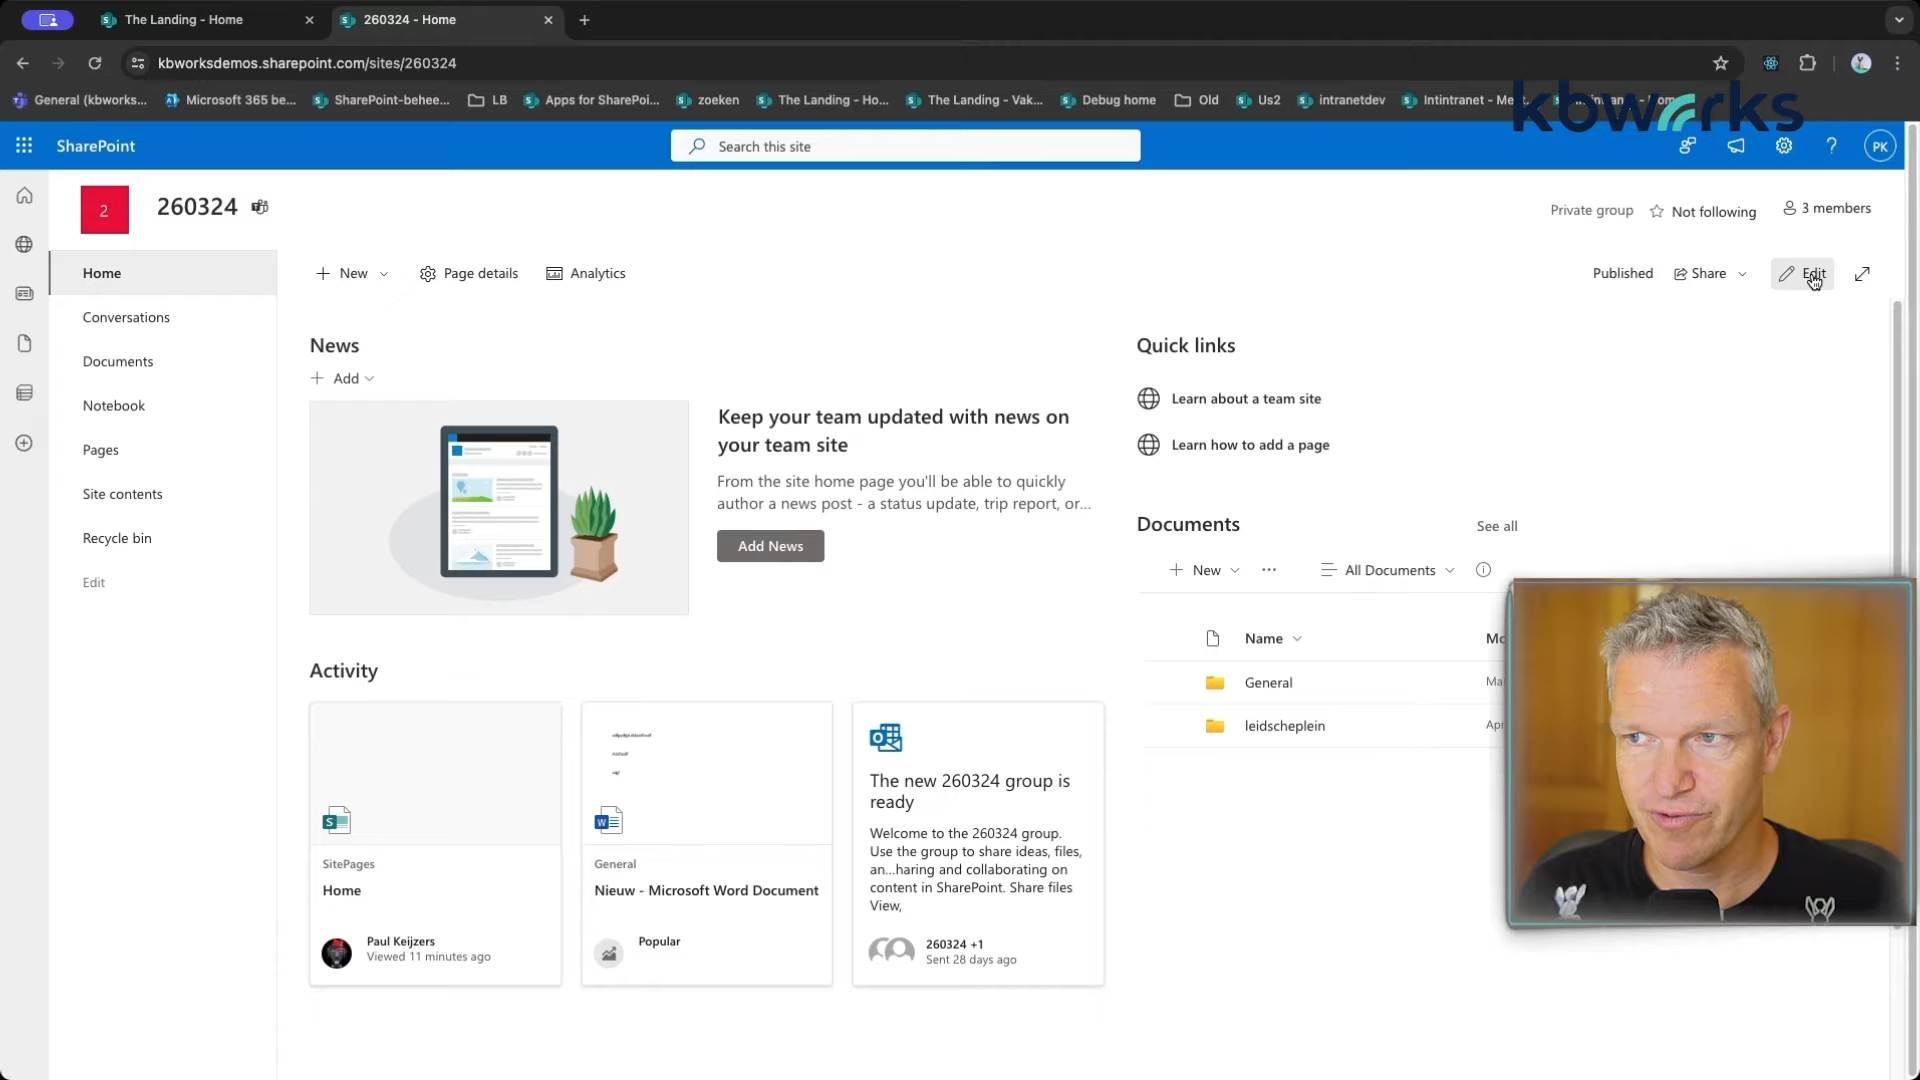 The Landing - Home
260324 - Home
kbworksdemos.sharepoint.com/sites/260324
General (kbworks...
Microsoft 365 be...
SharePoint-behee...
LB
Apps for SharePoi...
zoeken
The Landing - Ho...
The Landing - Vak...
Debug home
Old
Us2
intranetdev
Intintranet - Me
kbworks
SharePoint
Search this site
PK
2
260324
Private group
Not following
3 members
Home
Conversations
Documents
Notebook
Pages
Site contents
Recycle bin
Edit
New
Page details
Analytics
Published
Share
Edit
News
Add
Keep your team updated with news on
your team site
From the site home page you'll be able to quickly
author a news post - a status update, trip report, or...
Add News
Quick links
Learn about a team site
Learn how to add a page
Documents
See all
New
All Documents
Name
General
leidscheplein
Activity
SitePages
Home
Paul Keijzers
Viewed 11 minutes ago
General
Nieuw - Microsoft Word Document
Popular
The new 260324 group is
ready
Welcome to the 260324 group.
Use the group to share ideas, files,
an...haring and collaborating on
content in SharePoint. Share files
View,
260324 +1
Sent 28 days ago